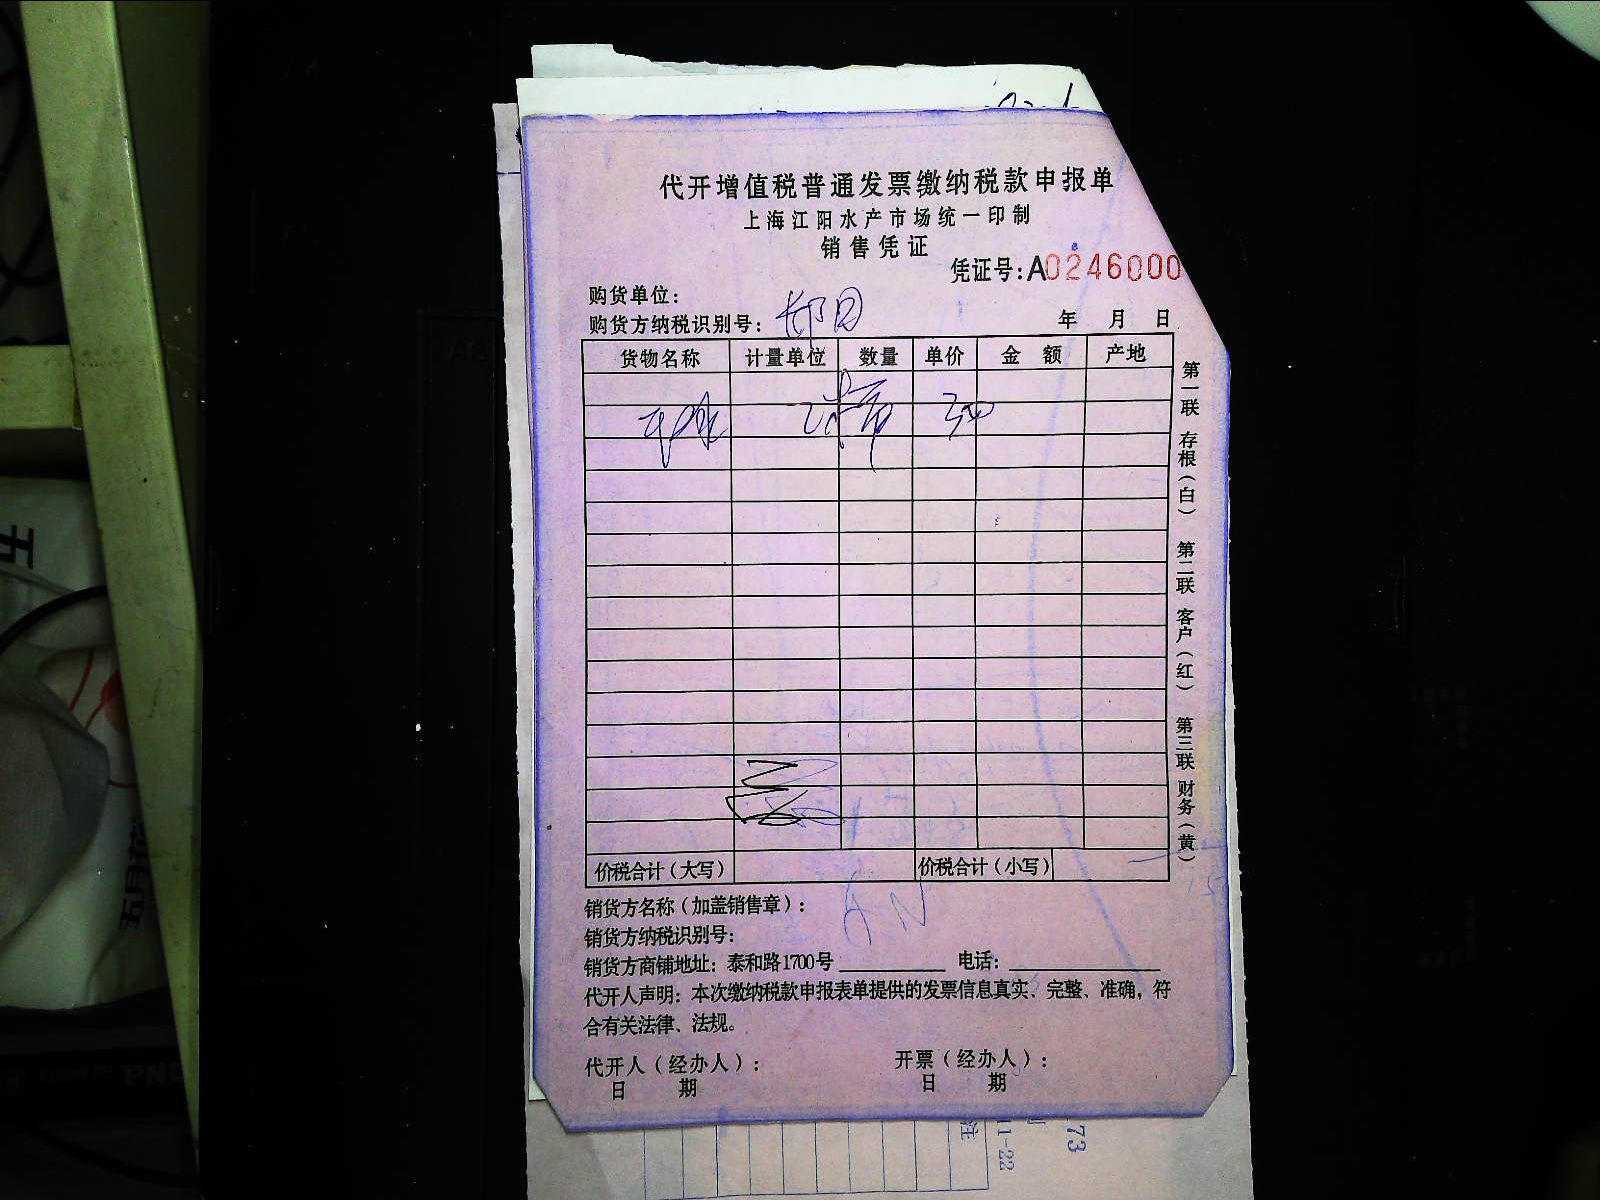 代开增值税普通发票缴纳税款申报单
上海江阳水产市场统一印制
销售凭证
凭证号:A0246000
购货单位:
购货方纳税识别号:
年 月 日
货物名称 计量单位 数量 单价 金 额 产地
价税合计(大写) 价税合计(小写)
销货方名称(加盖销售章):
销货方纳税识别号:
销货方商铺地址: 泰和路1700号 电话:
代开人声明: 本次缴纳税款申报表单提供的发票信息真实、完整、准确, 符
合有关法律、法规。
代开人(经办人): 开票(经办人):
日 期 日 期
第一联 存根(白) 第二联 客户(红) 第三联 财务(黄)
五
注
11-22
73